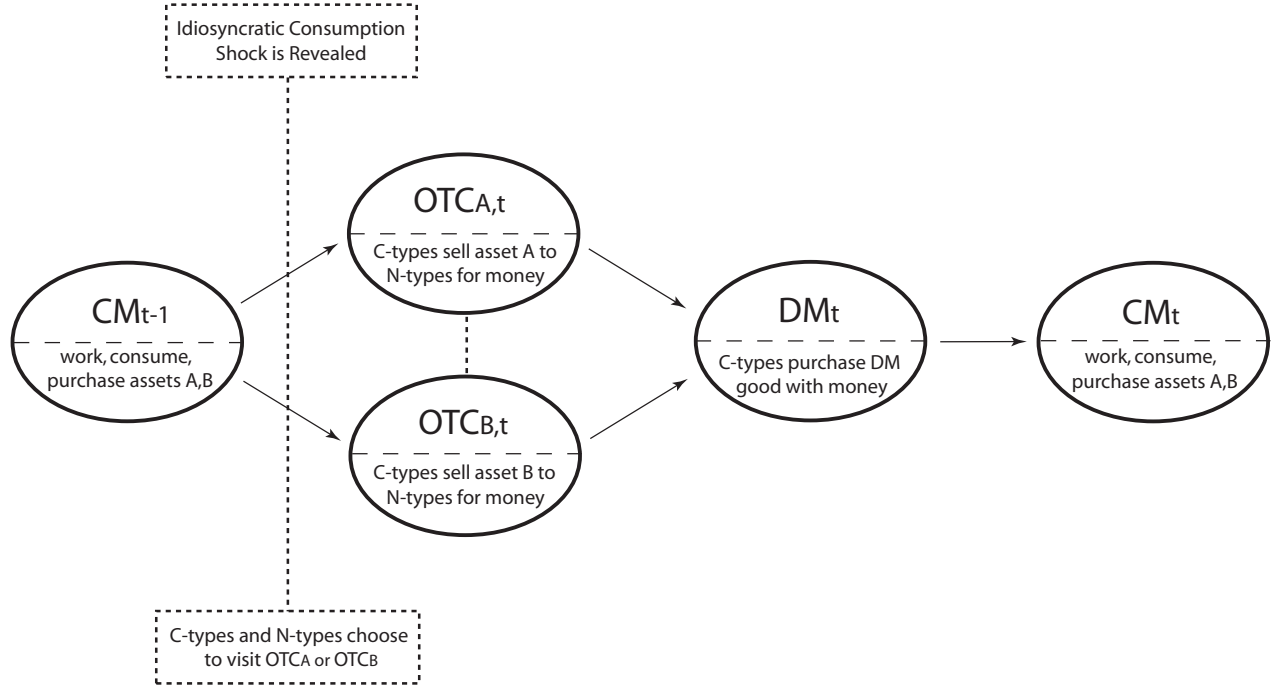 Idiosyncratic Consumption
Shock is Revealed
CMt-1
work, consume,
purchase assets A,B
OTCA,t
C-types sell asset A to
N-types for money
OTCB,t
C-types sell asset B to
N-types for money
DMt
C-types purchase DM
good with money
CMt
work, consume,
purchase assets A,B
C-types and N-types choose
to visit OTCA or OTCB